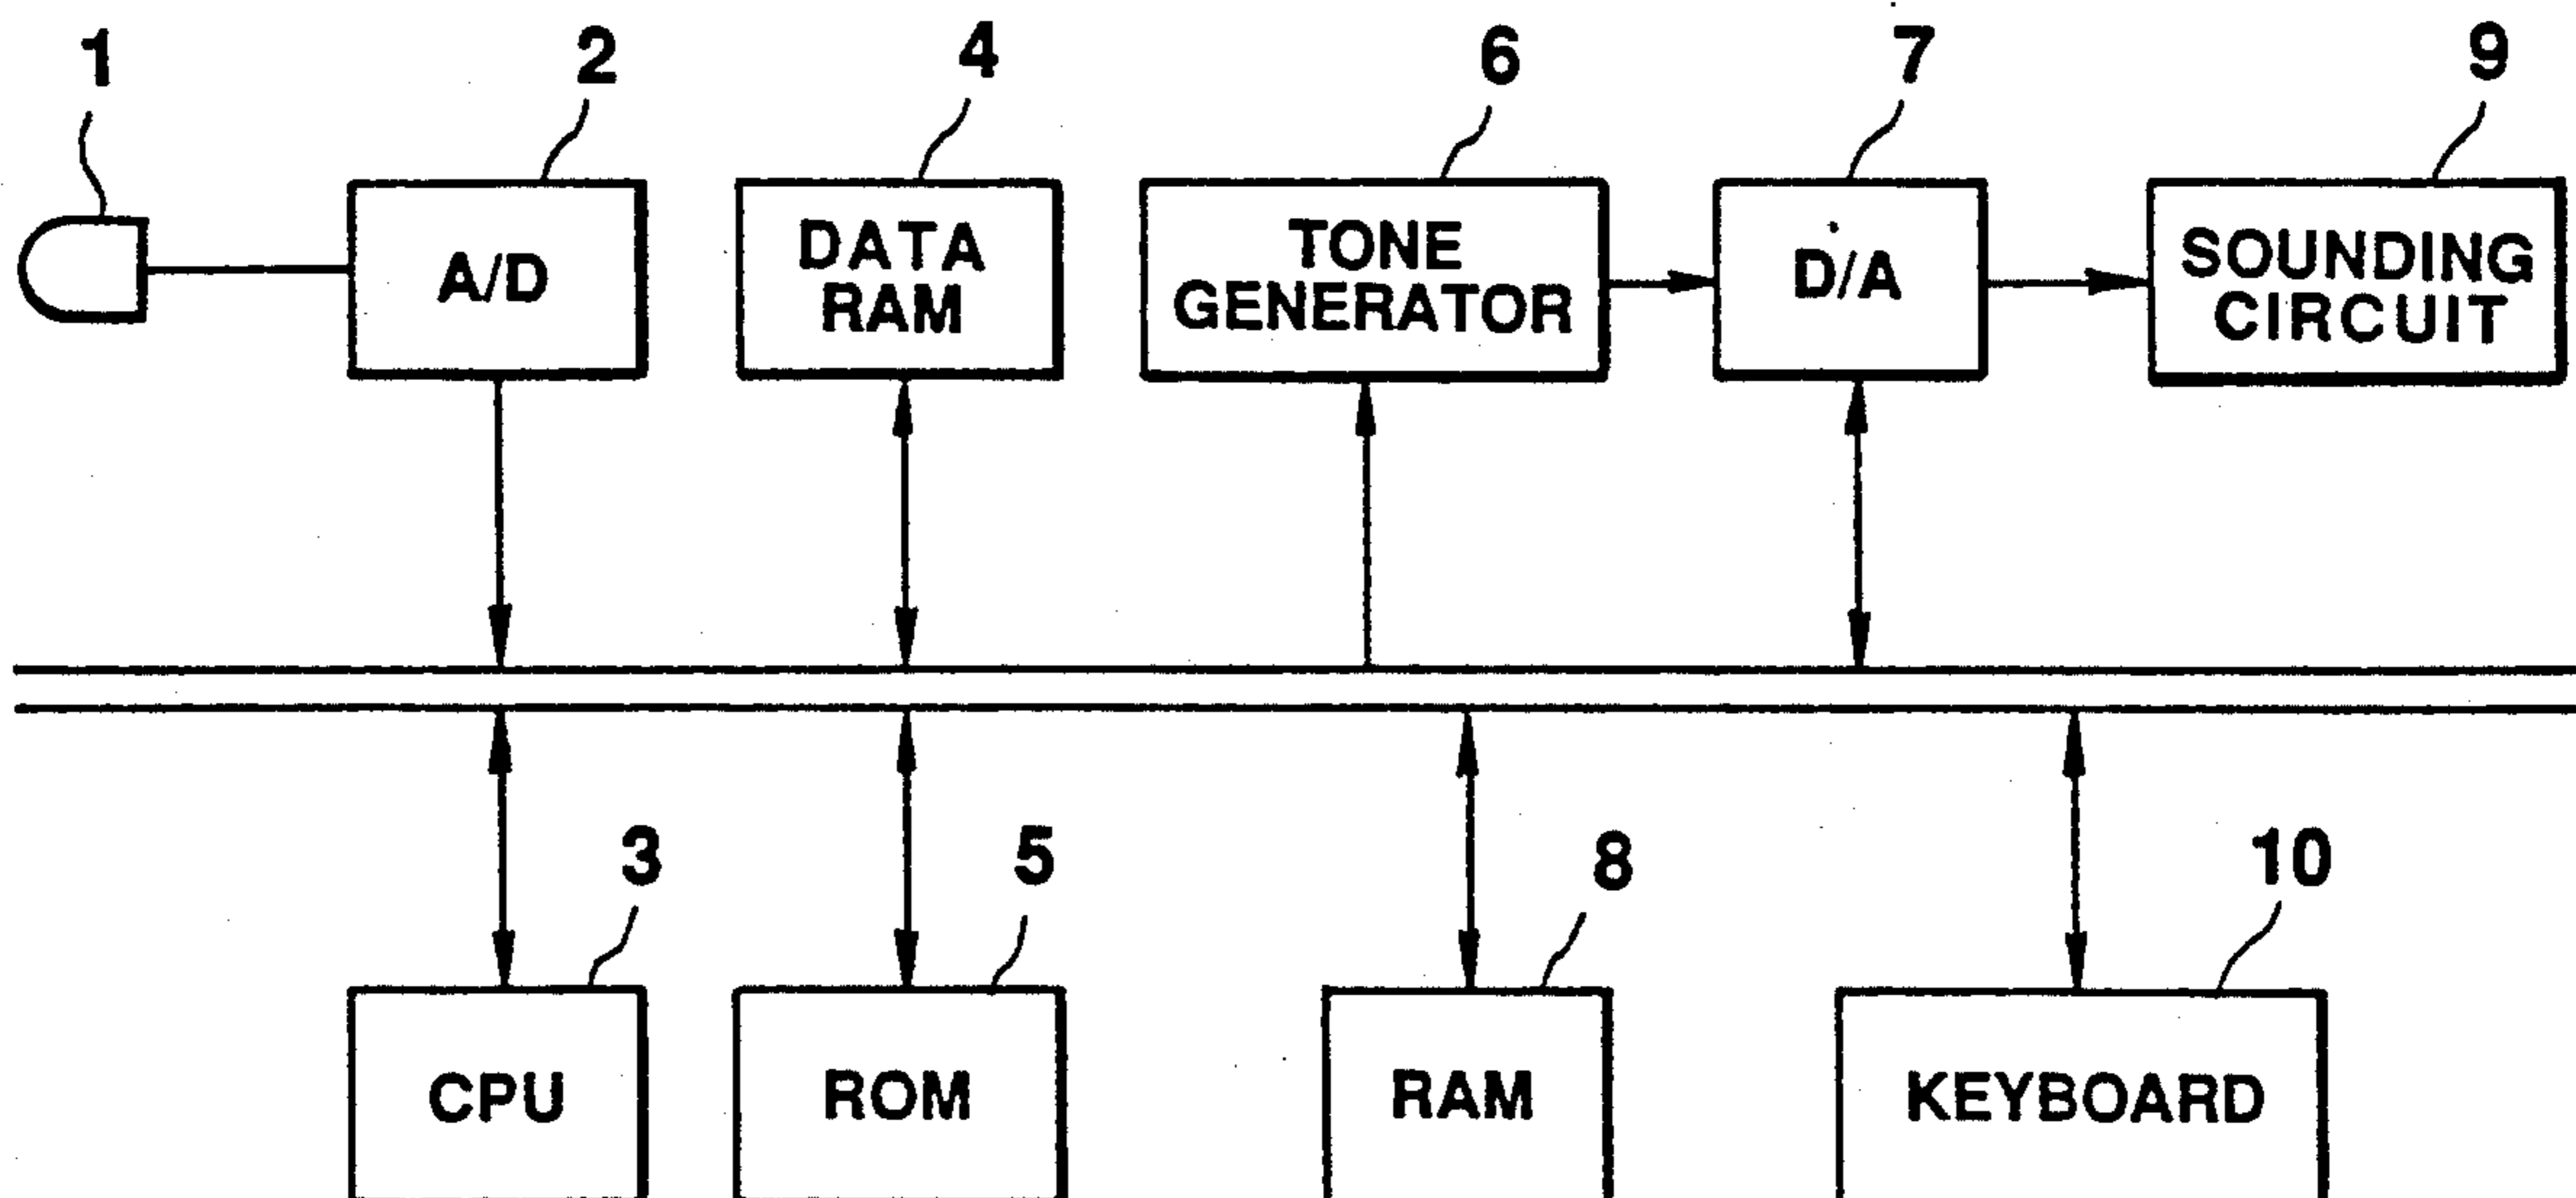 1
2
4
6
7
9
A/D
DATA
RAM
TONE
GENERATOR
D/A
SOUNDING
CIRCUIT
3
5
8
10
CPU
ROM
RAM
KEYBOARD